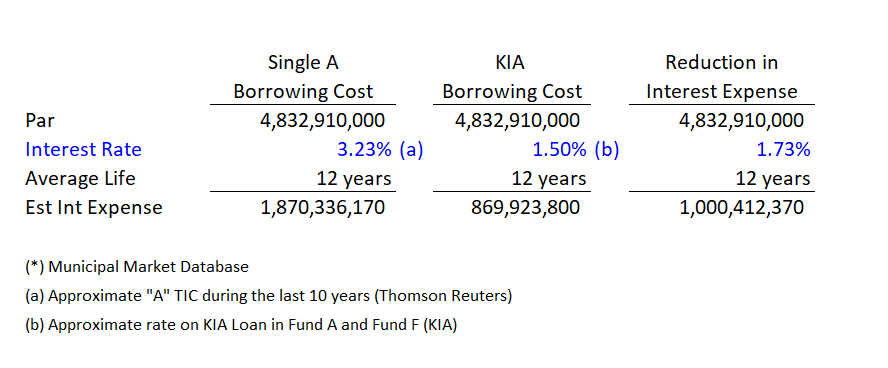 Single A KIA Reduction in
Borrowing Cost Borrowing Cost Interest Expense
Par 4,832,910,000 4,832,910,000 4,832,910,000
Interest Rate 3.23% (a) 1.50% (b) 1.73%
Average Life 12 years 12 years 12 years
Est Int Expense 1,870,336,170 869,923,800 1,000,412,370
(*) Municipal Market Database
(a) Approximate "A" TIC during the last 10 years (Thomson Reuters)
(b) Approximate rate on KIA Loan in Fund A and Fund F (KIA)